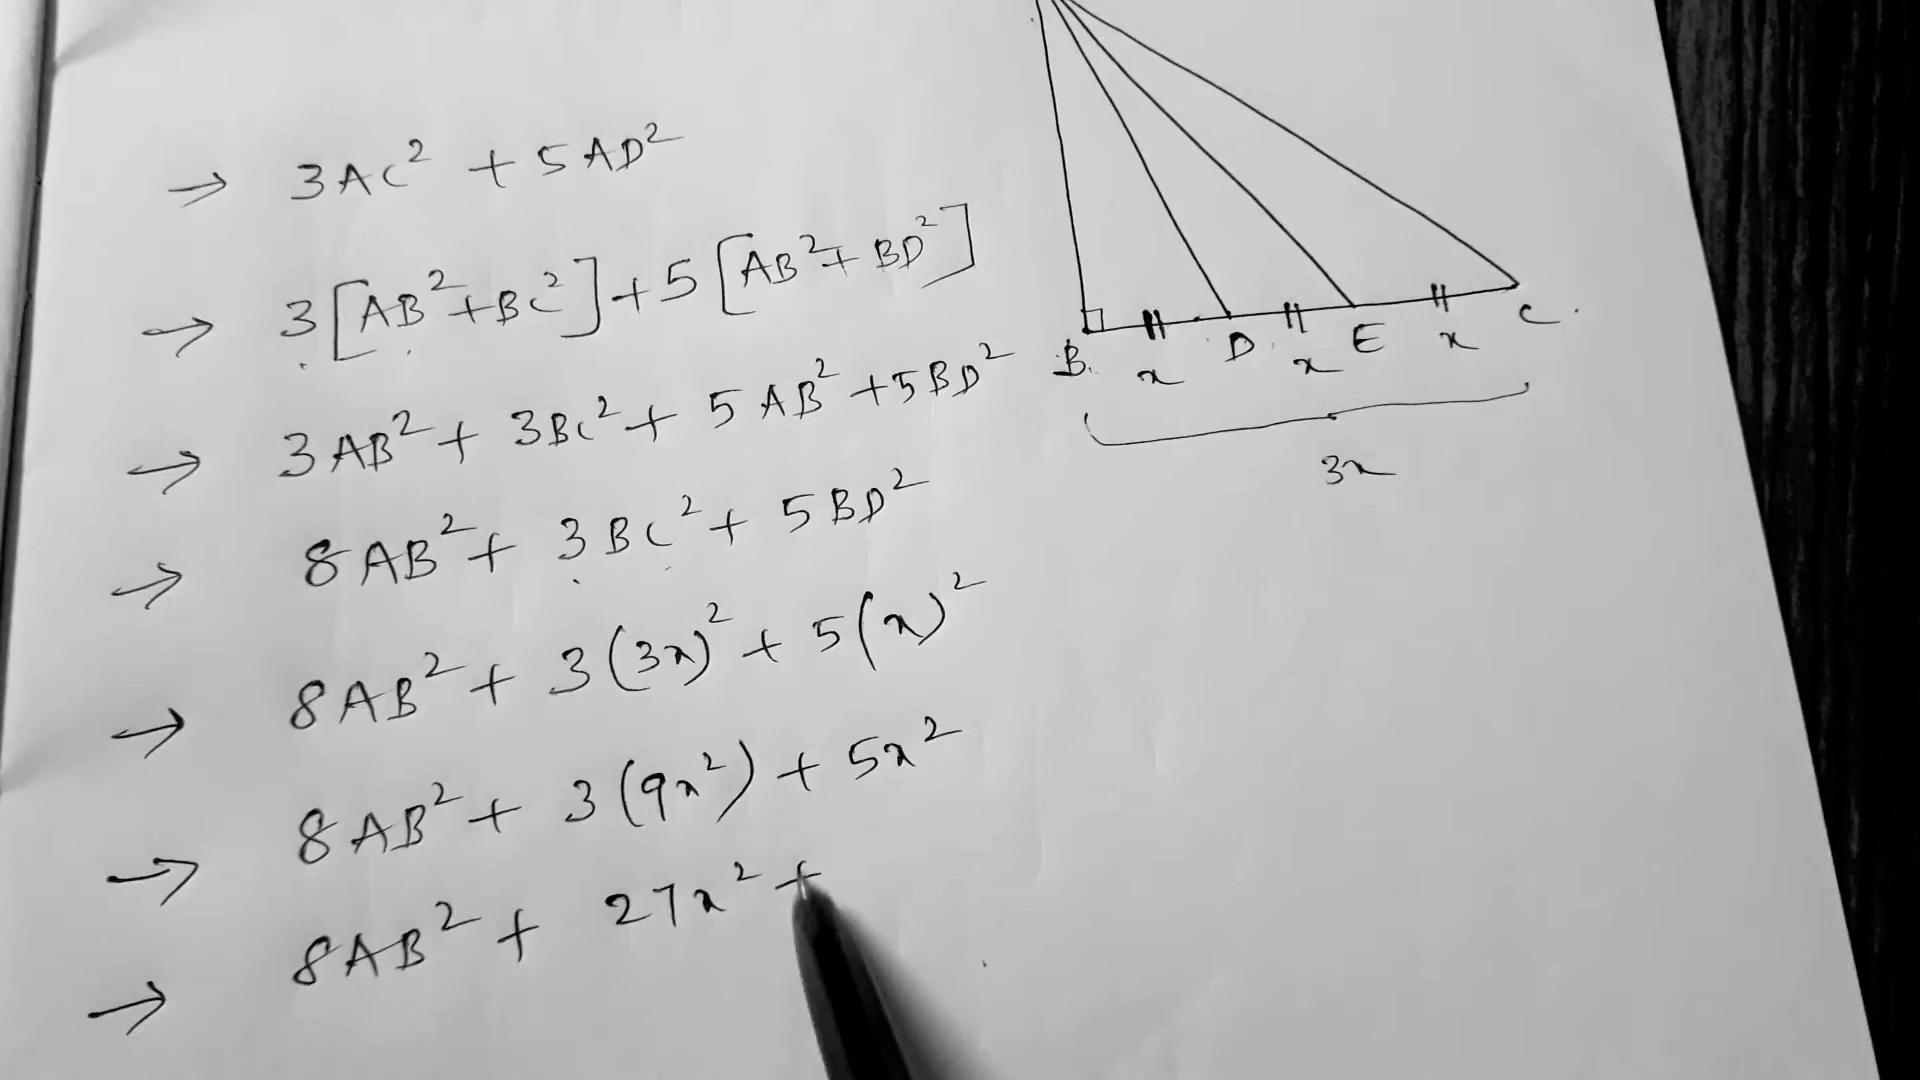 → 3AC² + 5AD²
→ 3[AB²+BC²]+5[AB²+BD²]
→ 3AB² + 3BC² + 5AB² + 5BD²
→ 8AB² + 3BC² + 5BD²
→ 8AB² + 3(3x)² + 5(x)²
→ 8AB² + 3(9x²) + 5x²
→ 8AB² + 27x² +
B D E C
x x x
3x